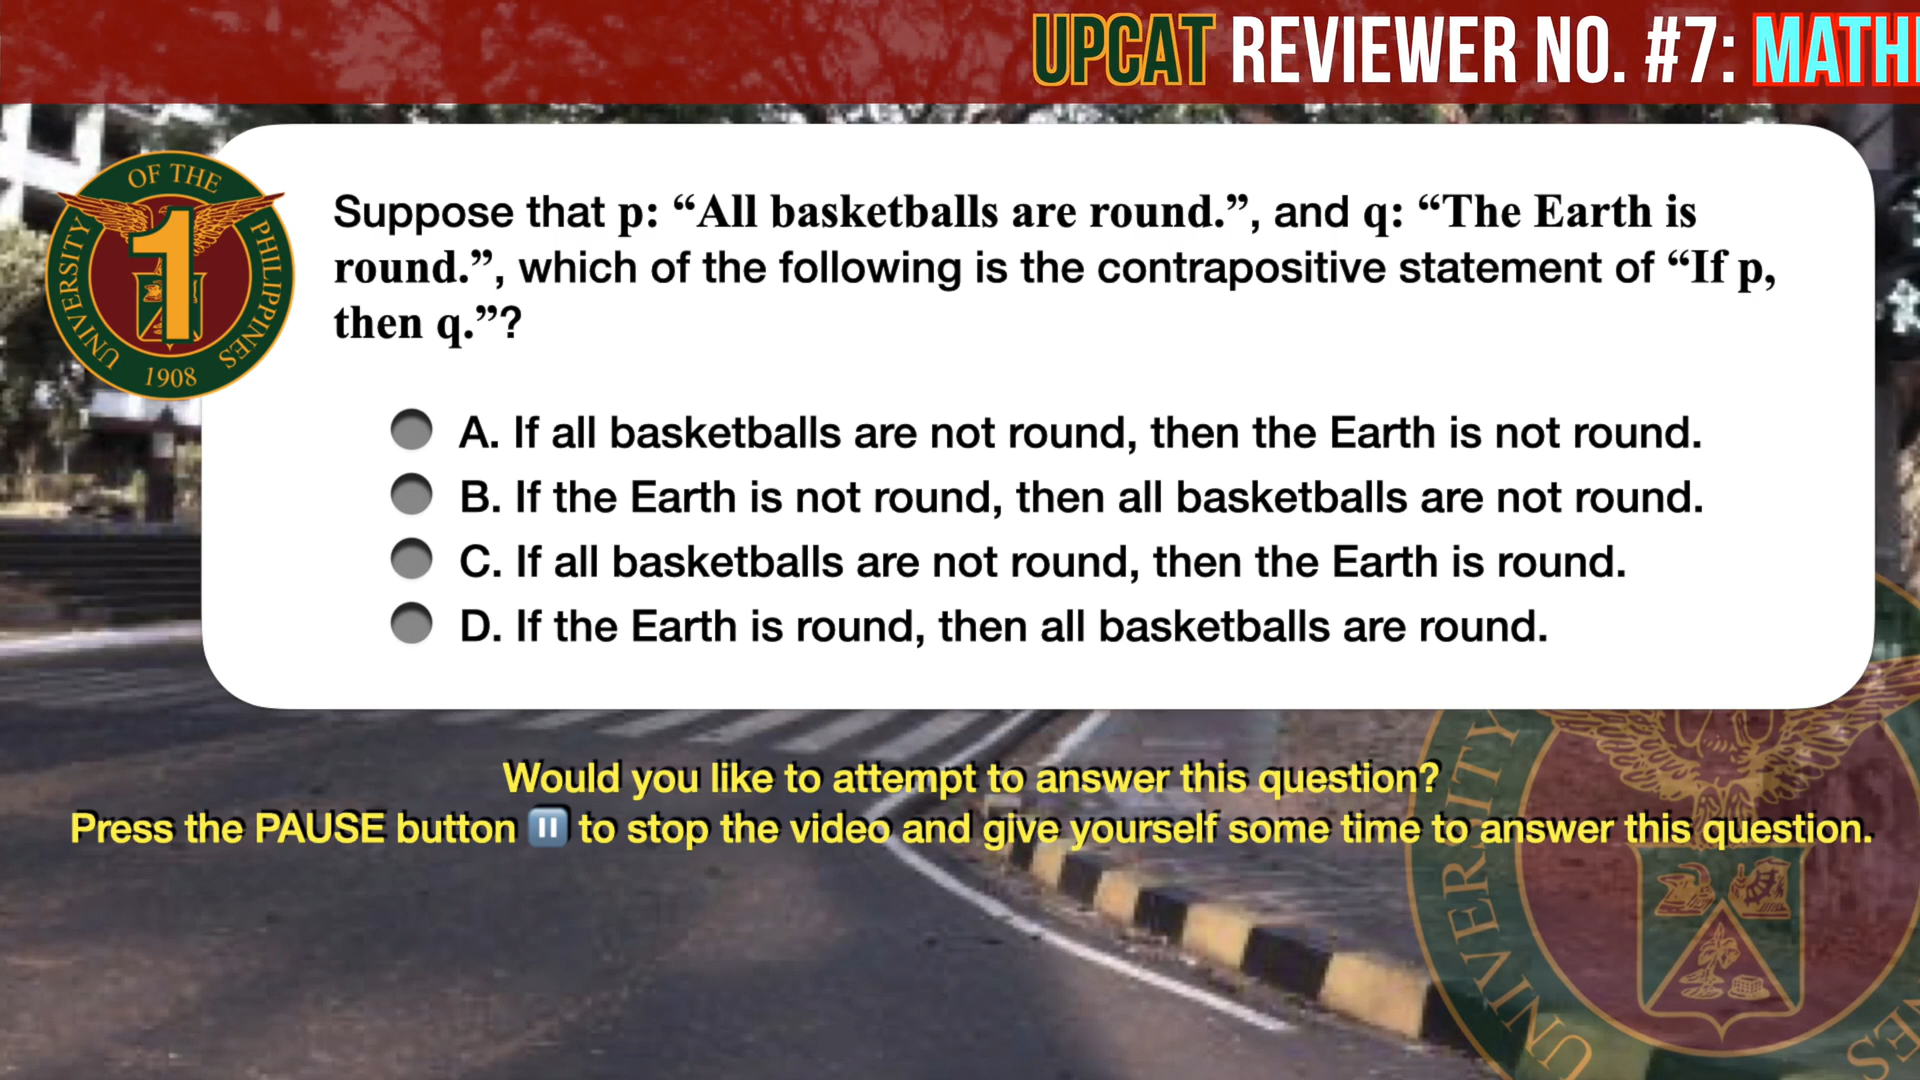 UPCAT REVIEWER NO. #7: MATH
OF THE
UNIVERSITY
PHILIPPINES
1
1908
Suppose that p: “All basketballs are round.”, and q: “The Earth is
round.”, which of the following is the contrapositive statement of “If p,
then q.”?
A. If all basketballs are not round, then the Earth is not round.
B. If the Earth is not round, then all basketballs are not round.
C. If all basketballs are not round, then the Earth is round.
D. If the Earth is round, then all basketballs are round.
Would you like to attempt to answer this question?
Press the PAUSE button ⏸ to stop the video and give yourself some time to answer this question.
UNIVERSITY